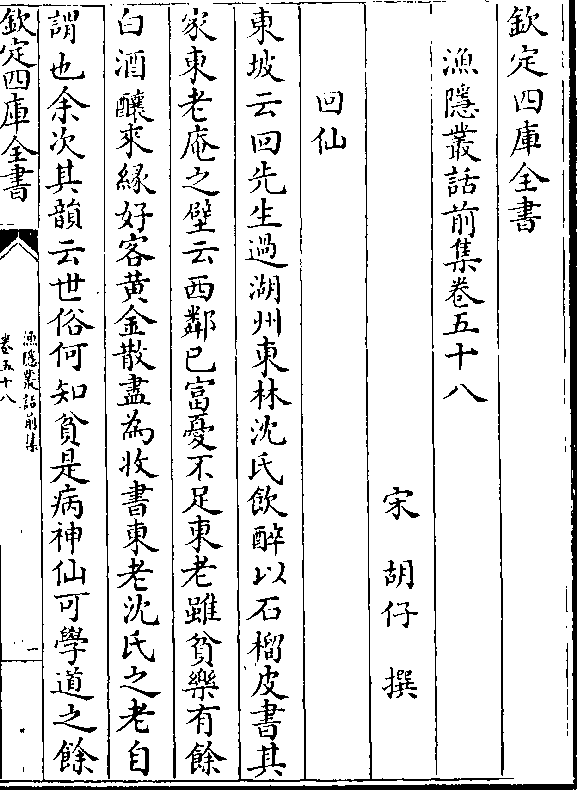 欽定四庫全書
漁隱叢話前集卷五十八
宋 胡仔 撰
回仙
東坡云回先生過湖州東林沈氏飲醉以石榴皮書其
家東老庵之壁云西鄰已富憂不足東老雖貧樂有餘
白酒釀來緣好客黄金散盡為收書東老沈氏之老自
謂也余次其韻云世俗何知貧是病神仙可學道之餘
欽定四庫全書
漁隱叢話前集
卷五十八
一